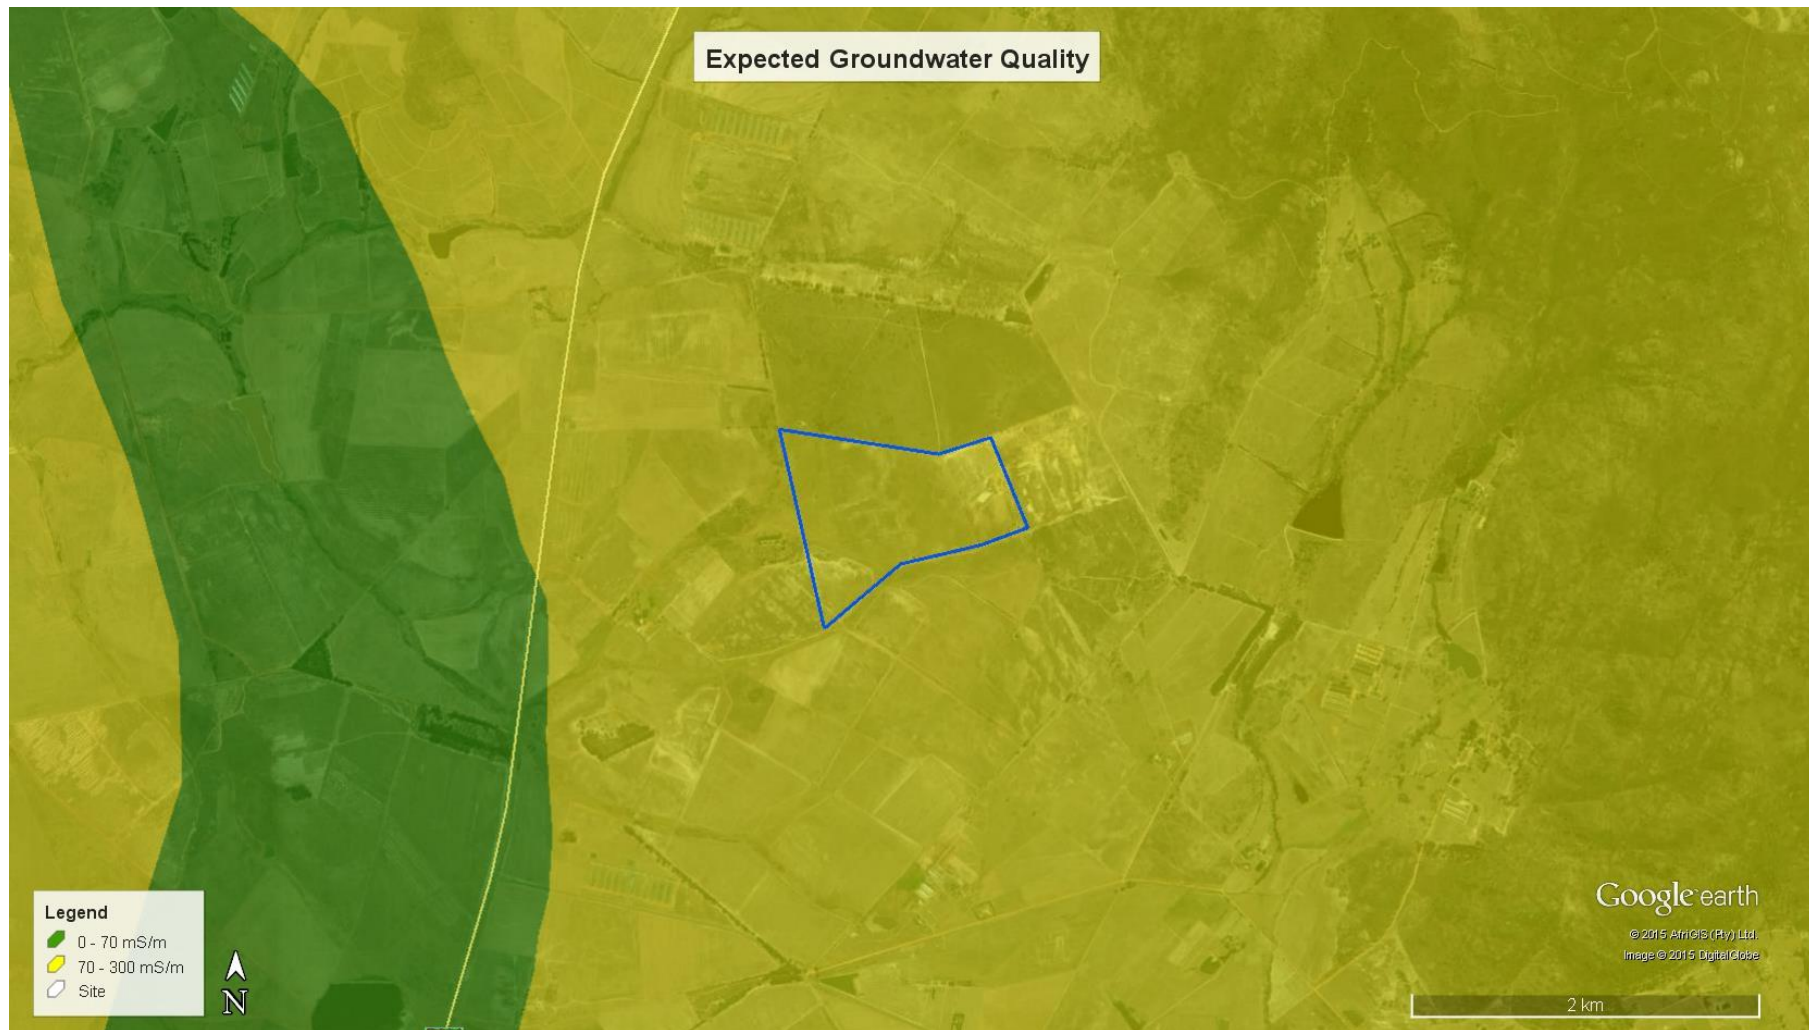 Expected Groundwater Quality
Legend
0 - 70 mS/m
70 - 300 mS/m
Site
N
Google earth
© 2015 AfriGIS (Pty) Ltd.
Image © 2015 DigitalGlobe
2 km